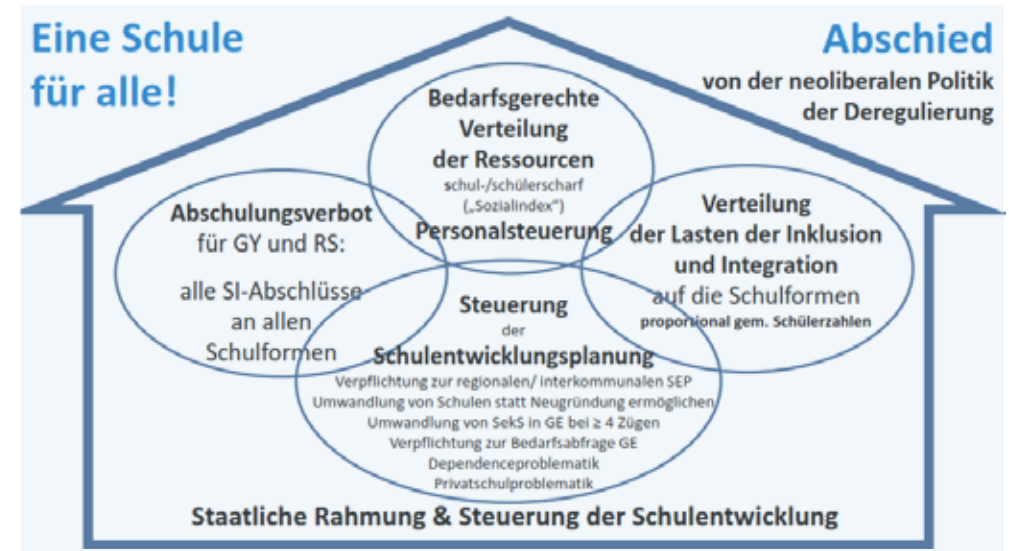 Eine Schule
für alle!
Abschied
von der neoliberalen Politik
der Deregulierung
Bedarfsgerechte
Verteilung
der Ressourcen
schul-/schülerscharf
(„Sozialindex“)
Personalsteuerung
Abschulungsverbot
für GY und RS:
alle SI-Abschlüsse
an allen
Schulformen
Verteilung
der Lasten der Inklusion
und Integration
auf die Schulformen
proportional gem. Schülerzahlen
Steuerung
der
Schulentwicklungsplanung
Verpflichtung zur regionalen/ interkommunalen SEP
Umwandlung von Schulen statt Neugründung ermöglichen
Umwandlung von SekS in GE bei ≥ 4 Zügen
Verpflichtung zur Bedarfsabfrage GE
Dependenceproblematik
Privatschulproblematik
Staatliche Rahmung & Steuerung der Schulentwicklung